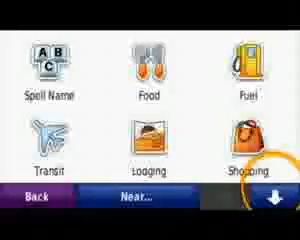 A B C
Spell Name Food Fuel
Transit Lodging Shopping
Back Near...